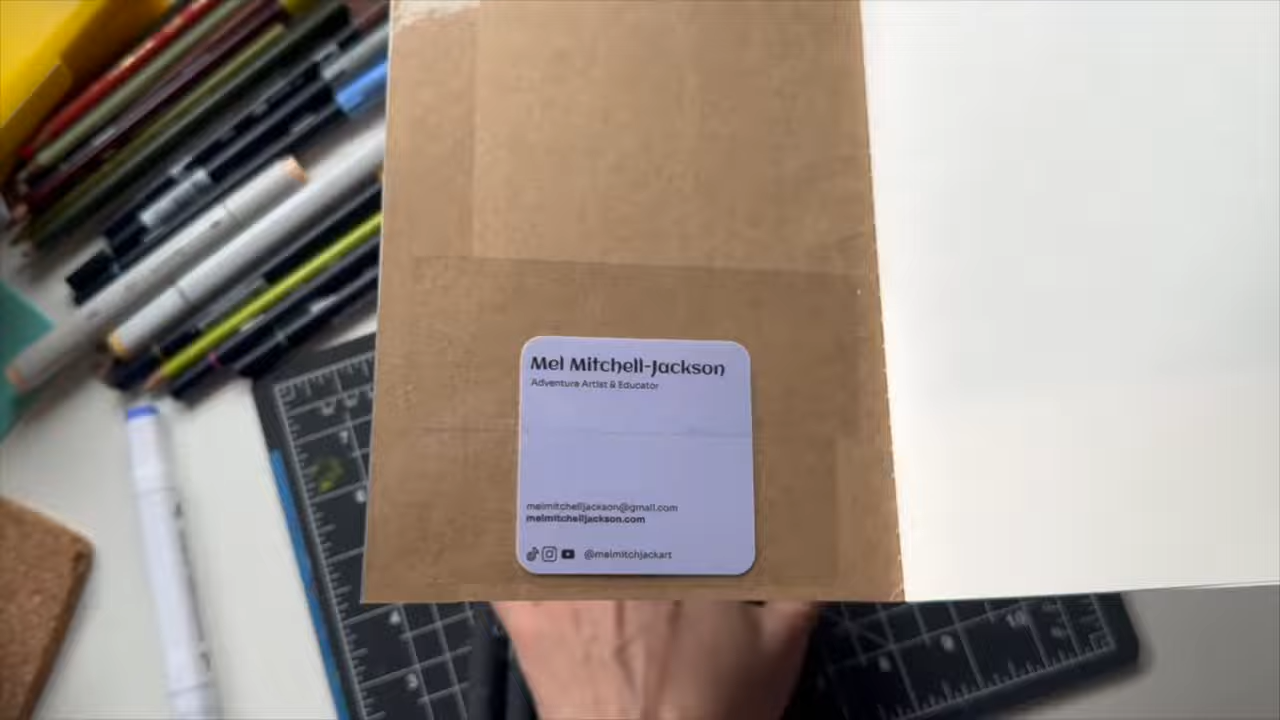 Mel Mitchell-Jackson
Adventure Artist & Educator
melmitchelljackson@gmail.com
melmitchelljackson.com
@melmitchjackart